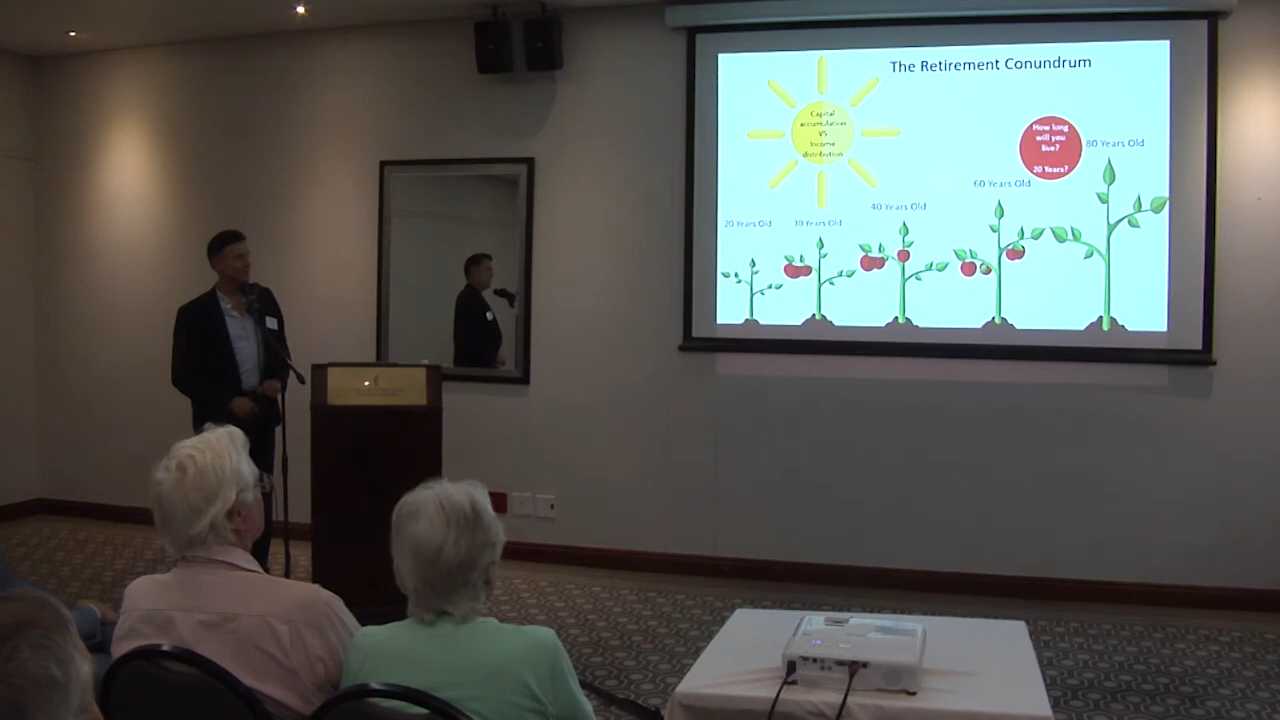 The Retirement Conundrum
Capital
accumulation
VS
Income
distribution
How long
will you
live?
20 Years?
80 Years Old
60 Years Old
40 Years Old
20 Years Old
30 Years Old